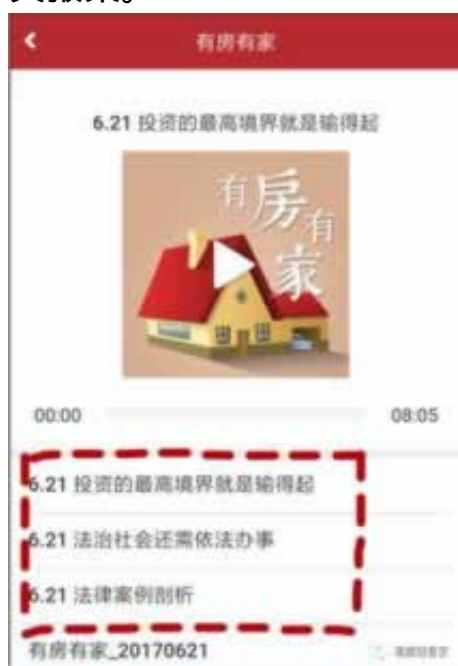 有房有家
6.21 投资的最高境界就是输得起
有房有家
00:00
08:05
6.21 投资的最高境界就是输得起
6.21 法治社会还需依法办事
6.21 法律案例剖析
有房有家_20170621